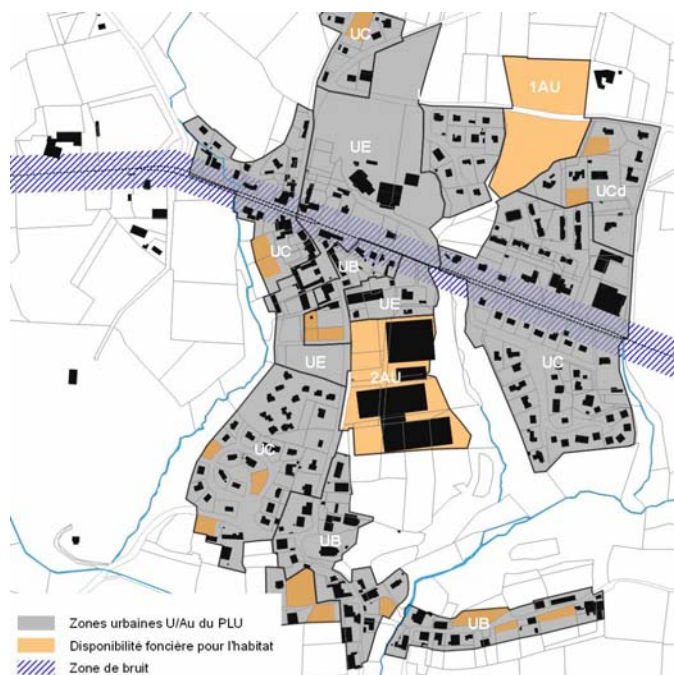 UC
1AU
UE
UCd
UC
UB
UE
UE
2AU
UC
UC
UB
UB
Zones urbaines U/Au du PLU
Disponibilité foncière pour l'habitat
Zone de bruit